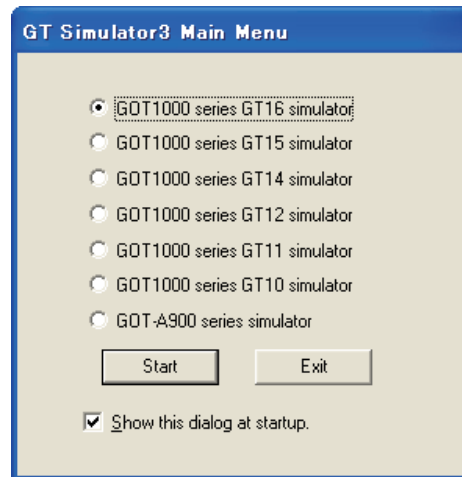 GT Simulator3 Main Menu
GOT1000 series GT16 simulator
GOT1000 series GT15 simulator
GOT1000 series GT14 simulator
GOT1000 series GT12 simulator
GOT1000 series GT11 simulator
GOT1000 series GT10 simulator
GOT-A900 series simulator
Start Exit
Show this dialog at startup.